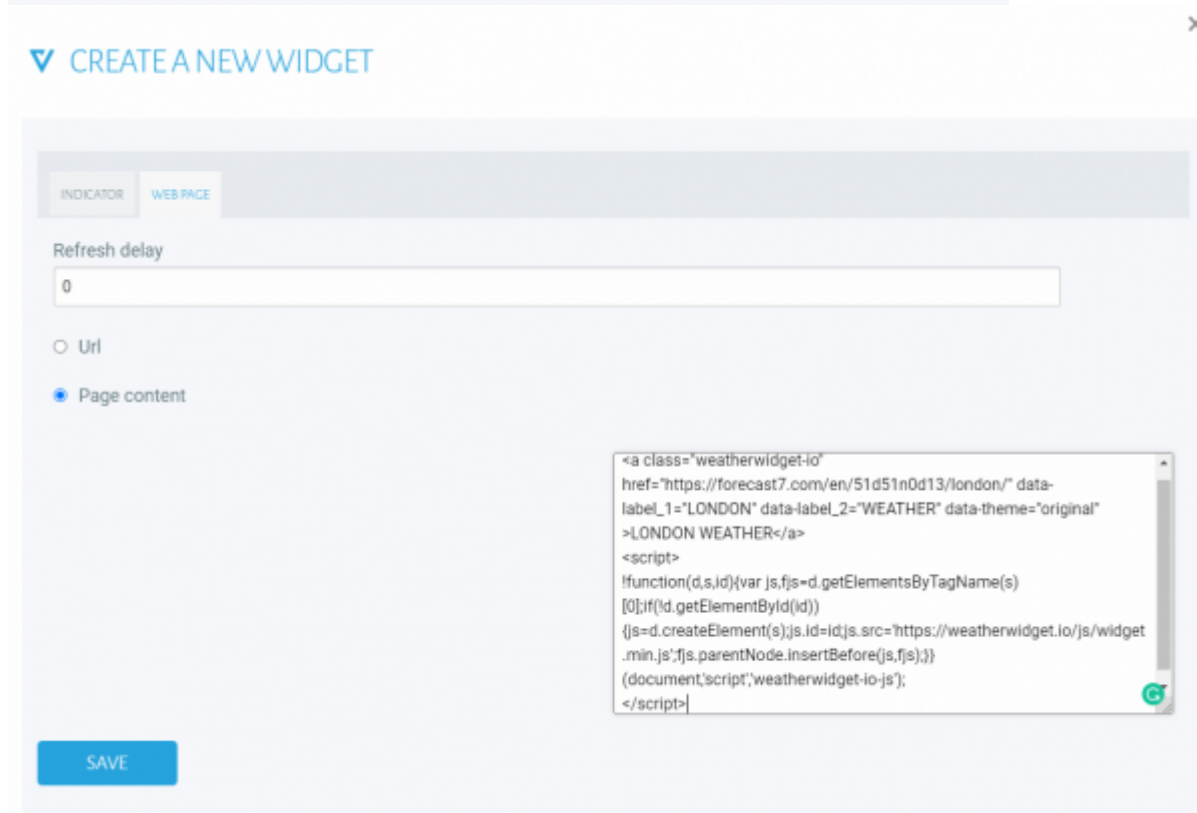 CREATE A NEW WIDGET
INDICATOR WEB PAGE
Refresh delay
0
Url
Page content
<a class="weatherwidget-io"
href="https://forecast7.com/en/51d51n0d13/london/" data-
label_1="LONDON" data-label_2="WEATHER" data-theme="original"
>LONDON WEATHER</a>
<script>
!function(d,s,id){var js,fjs=d.getElementsByTagName(s)
[0];if(!d.getElementById(id))
{js=d.createElement(s);js.id=id;js.src='https://weatherwidget.io/js/widget
.min.js';fjs.parentNode.insertBefore(js,fjs);}}
(document,'script','weatherwidget-io-js');
</script>
SAVE